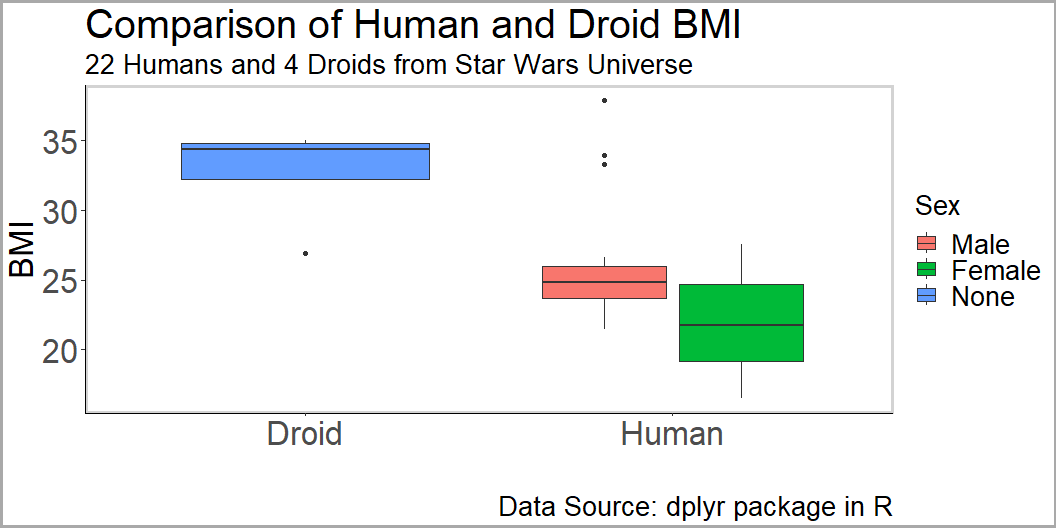 Comparison of Human and Droid BMI
22 Humans and 4 Droids from Star Wars Universe
BMI
35
30
25
20
Droid Human
Sex
Male
Female
None
Data Source: dplyr package in R